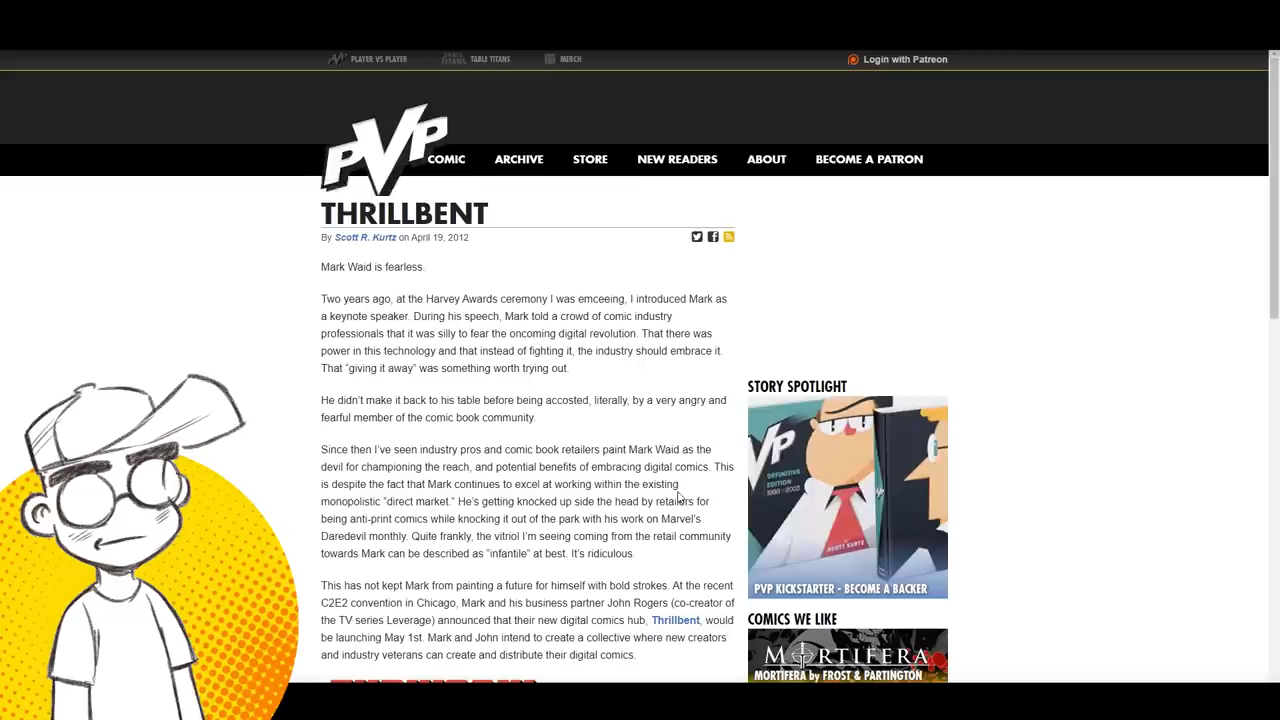 PLAYER VS PLAYER
TABLE TITANS
TABLE TITANS
MERCH
Login with Patreon
PVP
COMIC
ARCHIVE
STORE
NEW READERS
ABOUT
BECOME A PATRON
THRILLBENT
By Scott R. Kurtz on April 19, 2012
Mark Waid is fearless.
Two years ago, at the Harvey Awards ceremony I was emceeing, I introduced Mark as
a keynote speaker. During his speech, Mark told a crowd of comic industry
professionals that it was silly to fear the oncoming digital revolution. That there was
power in this technology and that instead of fighting it, the industry should embrace it.
That “giving it away” was something worth trying out.
He didn’t make it back to his table before being accosted, literally, by a very angry and
fearful member of the comic book community.
Since then I’ve seen industry pros and comic book retailers paint Mark Waid as the
devil for championing the reach, and potential benefits of embracing digital comics. This
is despite the fact that Mark continues to excel at working within the existing
monopolistic “direct market.” He’s getting knocked up side the head by retailers for
being anti-print comics while knocking it out of the park with his work on Marvel’s
Daredevil monthly. Quite frankly, the vitriol I’m seeing coming from the retail community
towards Mark can be described as “infantile” at best. It’s ridiculous.
This has not kept Mark from painting a future for himself with bold strokes. At the recent
C2E2 convention in Chicago, Mark and his business partner John Rogers (co-creator of
the TV series Leverage) announced that their new digital comics hub, Thrillbent, would
be launching May 1st. Mark and John intend to create a collective where new creators
and industry veterans can create and distribute their digital comics.
STORY SPOTLIGHT
DEFINITIVE
EDITION
SCOTT KURTZ
PVP KICKSTARTER - BECOME A BACKER
COMICS WE LIKE
MORTIFERA
MORTIFERA by FROST & PARTINGTON